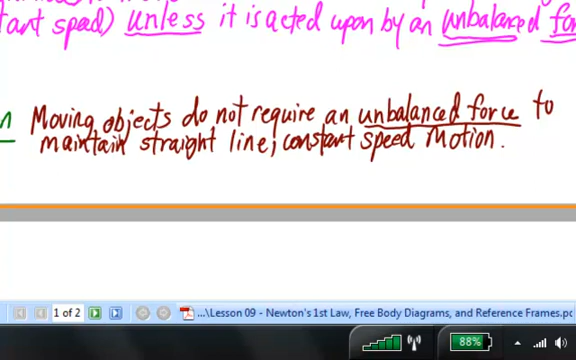 tant speed) unless it is acted upon by an unbalanced for
n Moving objects do not require an unbalanced force to
maintain straight line, constant speed motion.
1 of 2
...\Lesson 09 - Newton's 1st Law, Free Body Diagrams, and Reference Frames.pd
88%